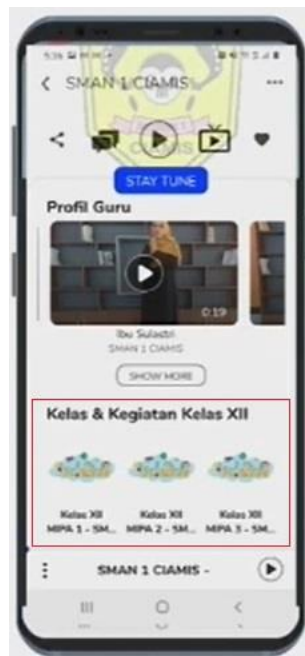 SMAN 1 CIAMIS
STAY TUNE
Profil Guru
0:19
Ibu Sulastri
SMAN 1 CIAMIS
SHOW MORE
Kelas & Kegiatan Kelas XII
Kelas XII Kelas XII Kelas XII
MIPA 1 - SM... MIPA 2 - SM... MIPA 3 - SM...
SMAN 1 CIAMIS -